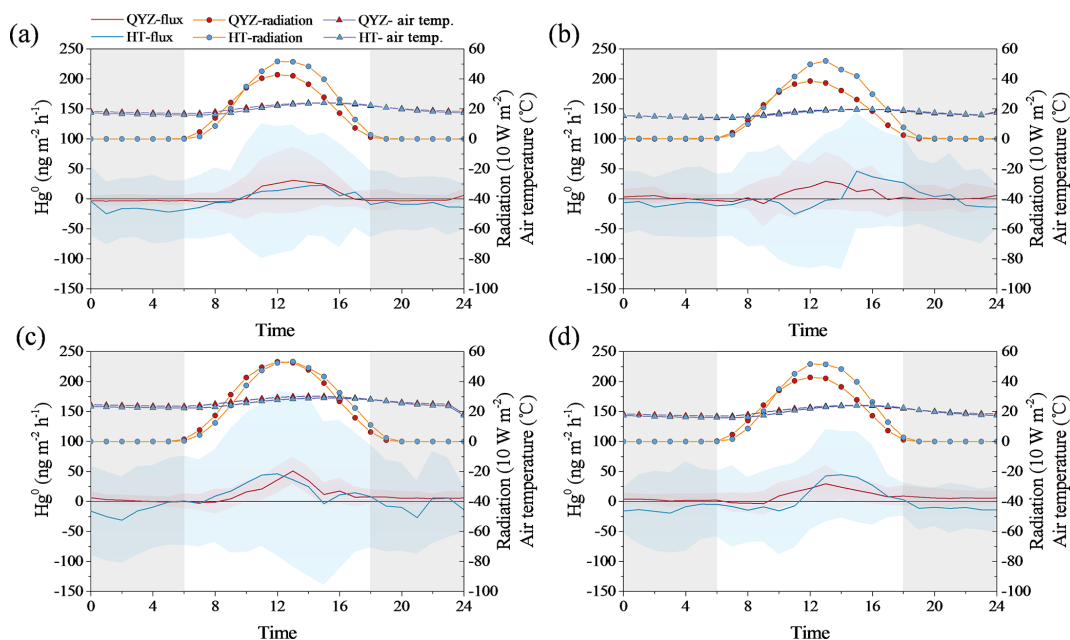 QYZ-flux QYZ-radiation QYZ- air temp.
HT-flux HT-radiation HT- air temp.
(a)
250
200
150
100
50
0
-50
-100
-150
Hg⁰ (ng m⁻² h⁻¹)
60
40
20
0
-20
-40
-60
-80
-100
Radiation (10 W m⁻²)
Air temperature (℃)
0 4 8 12 16 20 24
Time
(b)
250
200
150
100
50
0
-50
-100
-150
Hg⁰ (ng m⁻² h⁻¹)
60
40
20
0
-20
-40
-60
-80
-100
Radiation (10 W m⁻²)
Air temperature (℃)
0 4 8 12 16 20 24
Time
(c)
250
200
150
100
50
0
-50
-100
-150
Hg⁰ (ng m⁻² h⁻¹)
60
40
20
0
-20
-40
-60
-80
-100
Radiation (10 W m⁻²)
Air temperature (℃)
0 4 8 12 16 20 24
Time
(d)
250
200
150
100
50
0
-50
-100
-150
Hg⁰ (ng m⁻² h⁻¹)
60
40
20
0
-20
-40
-60
-80
-100
Radiation (10 W m⁻²)
Air temperature (℃)
0 4 8 12 16 20 24
Time